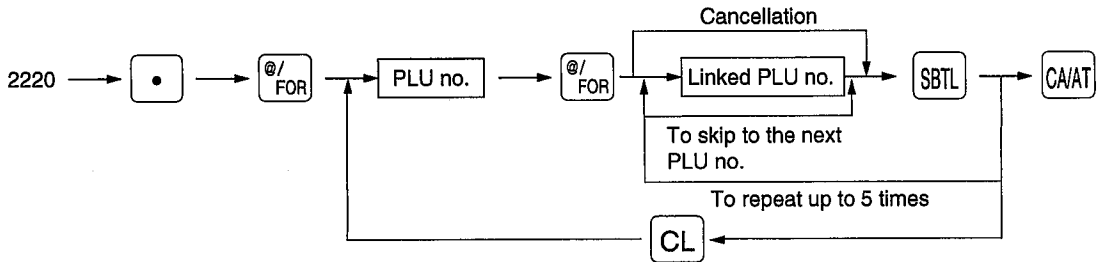 Cancellation
2220
•
@/
FOR
PLU no.
@/
FOR
Linked PLU no.
SBTL
CA/AT
To skip to the next
PLU no.
To repeat up to 5 times
CL